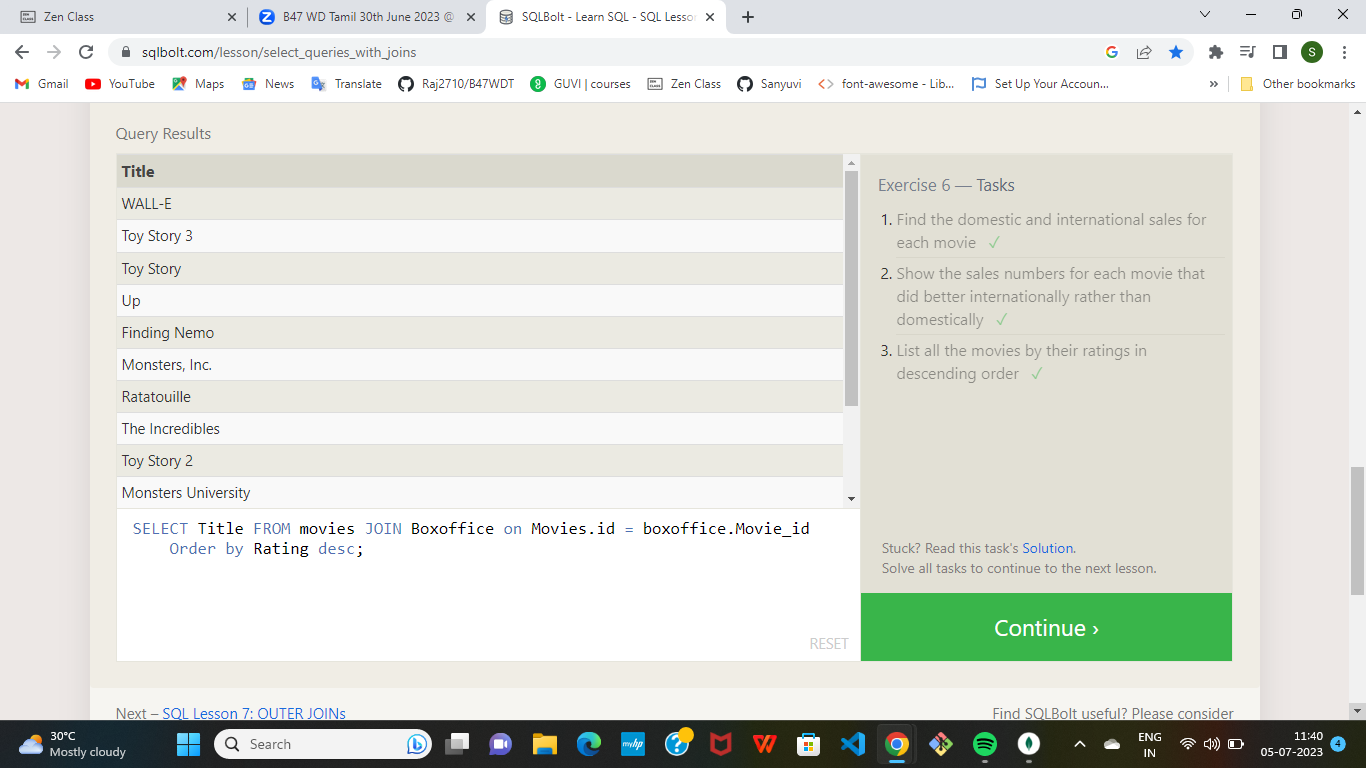 Zen Class
B47 WD Tamil 30th June 2023 @
SQLBolt - Learn SQL - SQL Lesso
sqlbolt.com/lesson/select_queries_with_joins
S
Gmail
YouTube
Maps
News
Translate
Raj2710/B47WDT
GUVI | courses
Zen Class
Sanyuvi
font-awesome - Lib...
Set Up Your Accoun...
»
Other bookmarks
Query Results
Title
WALL-E
Toy Story 3
Toy Story
Up
Finding Nemo
Monsters, Inc.
Ratatouille
The Incredibles
Toy Story 2
Monsters University
SELECT Title FROM movies JOIN Boxoffice on Movies.id = boxoffice.Movie_id
Order by Rating desc;
RESET
Exercise 6 — Tasks
1. Find the domestic and international sales for
each movie ✓
2. Show the sales numbers for each movie that
did better internationally rather than
domestically ✓
3. List all the movies by their ratings in
descending order ✓
Stuck? Read this task's Solution.
Solve all tasks to continue to the next lesson.
Continue ›
Next – SQL Lesson 7: OUTER JOINs
Find SQLBolt useful? Please consider
30°C
Mostly cloudy
Search
myhp
ENG
IN
11:40
05-07-2023
4